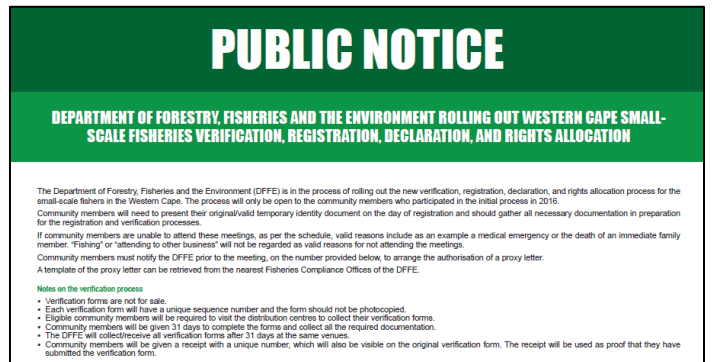 PUBLIC NOTICE
DEPARTMENT OF FORESTRY, FISHERIES AND THE ENVIRONMENT ROLLING OUT WESTERN CAPE SMALL-
SCALE FISHERIES VERIFICATION, REGISTRATION, DECLARATION, AND RIGHTS ALLOCATION
The Department of Forestry, Fisheries and the Environment (DFFE) is in the process of rolling out the new verification, registration, declaration, and rights allocation process for the
small-scale fishers in the Western Cape. The process will only be open to the community members who participated in the initial process in 2016.
Community members will need to present their original/valid temporary identity document on the day of registration and should gather all necessary documentation in preparation
for the registration and verification processes.
If community members are unable to attend these meetings, as per the schedule, valid reasons include as an example a medical emergency or the death of an immediate family
member. "Fishing" or "attending to other business" will not be regarded as valid reasons for not attending the meetings.
Community members must notify the DFFE prior to the meeting, on the number provided below, to arrange the authorisation of a proxy letter.
A template of the proxy letter can be retrieved from the nearest Fisheries Compliance Offices of the DFFE.
Notes on the verification process
• Verification forms are not for sale.
• Each verification form will have a unique sequence number and the form should not be photocopied.
• Eligible community members will be required to visit the distribution centres to collect their verification forms.
• Community members will be given 31 days to complete the forms and collect all the required documentation.
• The DFFE will collect/receive all verification forms after 31 days at the same venues.
• Community members will be given a receipt with a unique number, which will also be visible on the original verification form. The receipt will be used as proof that they have
submitted the verification form.